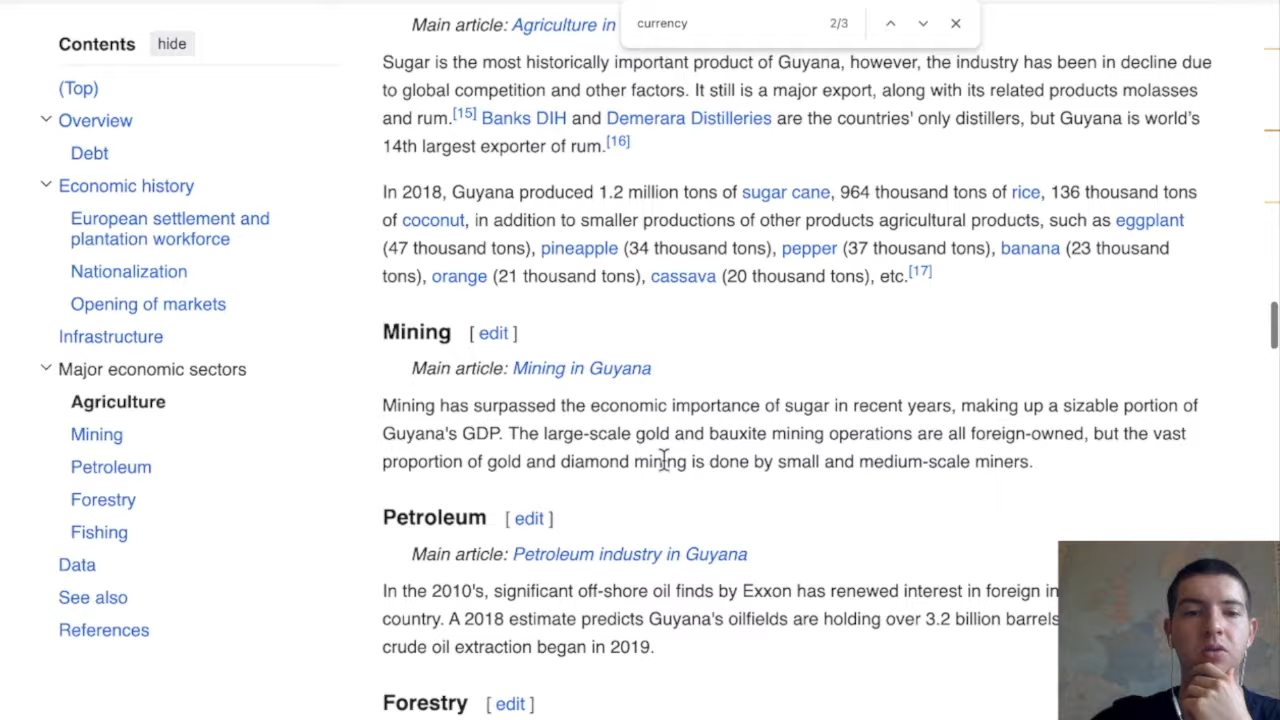 currency
2/3
Contents hide
(Top)
Overview
Debt
Economic history
European settlement and
plantation workforce
Nationalization
Opening of markets
Infrastructure
Major economic sectors
Agriculture
Mining
Petroleum
Forestry
Fishing
Data
See also
References
Main article: Agriculture in
Sugar is the most historically important product of Guyana, however, the industry has been in decline due
to global competition and other factors. It still is a major export, along with its related products molasses
and rum.[15] Banks DIH and Demerara Distilleries are the countries' only distillers, but Guyana is world's
14th largest exporter of rum.[16]
In 2018, Guyana produced 1.2 million tons of sugar cane, 964 thousand tons of rice, 136 thousand tons
of coconut, in addition to smaller productions of other products agricultural products, such as eggplant
(47 thousand tons), pineapple (34 thousand tons), pepper (37 thousand tons), banana (23 thousand
tons), orange (21 thousand tons), cassava (20 thousand tons), etc.[17]
Mining [ edit ]
Main article: Mining in Guyana
Mining has surpassed the economic importance of sugar in recent years, making up a sizable portion of
Guyana's GDP. The large-scale gold and bauxite mining operations are all foreign-owned, but the vast
proportion of gold and diamond mining is done by small and medium-scale miners.
Petroleum [ edit ]
Main article: Petroleum industry in Guyana
In the 2010's, significant off-shore oil finds by Exxon has renewed interest in foreign in
country. A 2018 estimate predicts Guyana's oilfields are holding over 3.2 billion barrels
crude oil extraction began in 2019.
Forestry [ edit ]